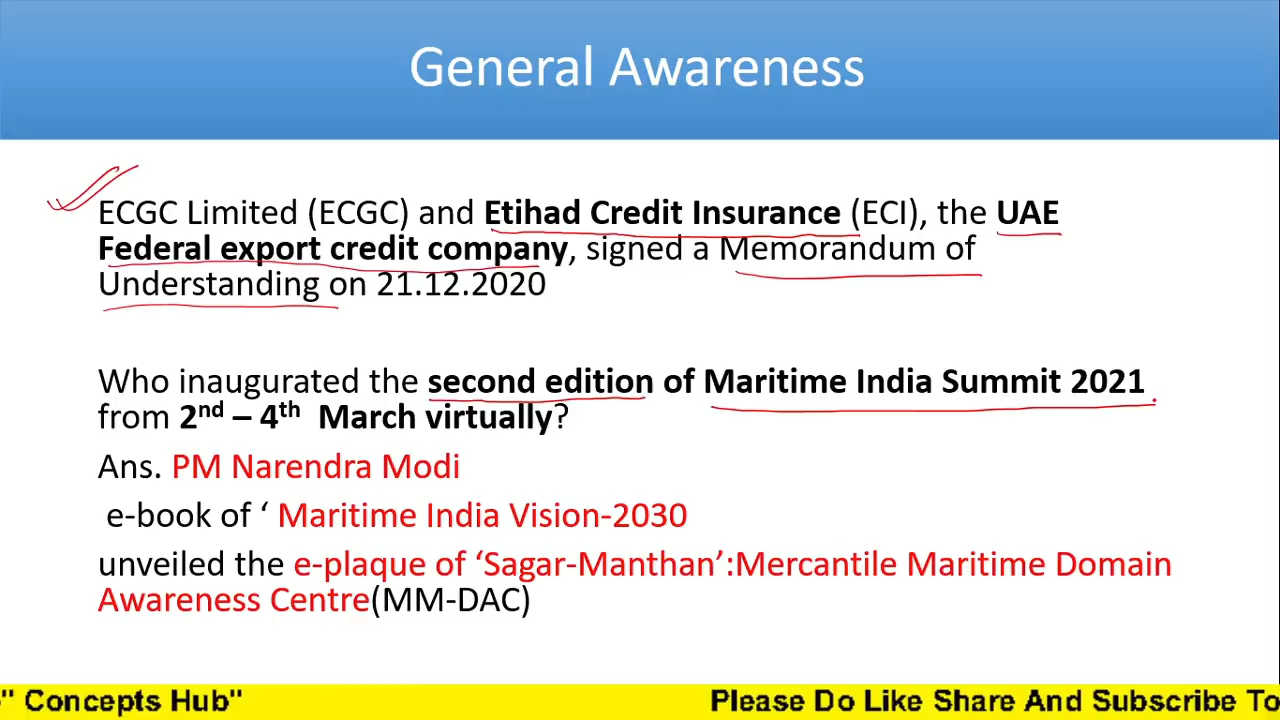 General Awareness
ECGC Limited (ECGC) and Etihad Credit Insurance (ECI), the UAE
Federal export credit company, signed a Memorandum of
Understanding on 21.12.2020
Who inaugurated the second edition of Maritime India Summit 2021
from 2nd – 4th March virtually?
Ans. PM Narendra Modi
e-book of ‘ Maritime India Vision-2030
unveiled the e-plaque of ‘Sagar-Manthan’:Mercantile Maritime Domain
Awareness Centre(MM-DAC)
" Concepts Hub" Please Do Like Share And Subscribe To